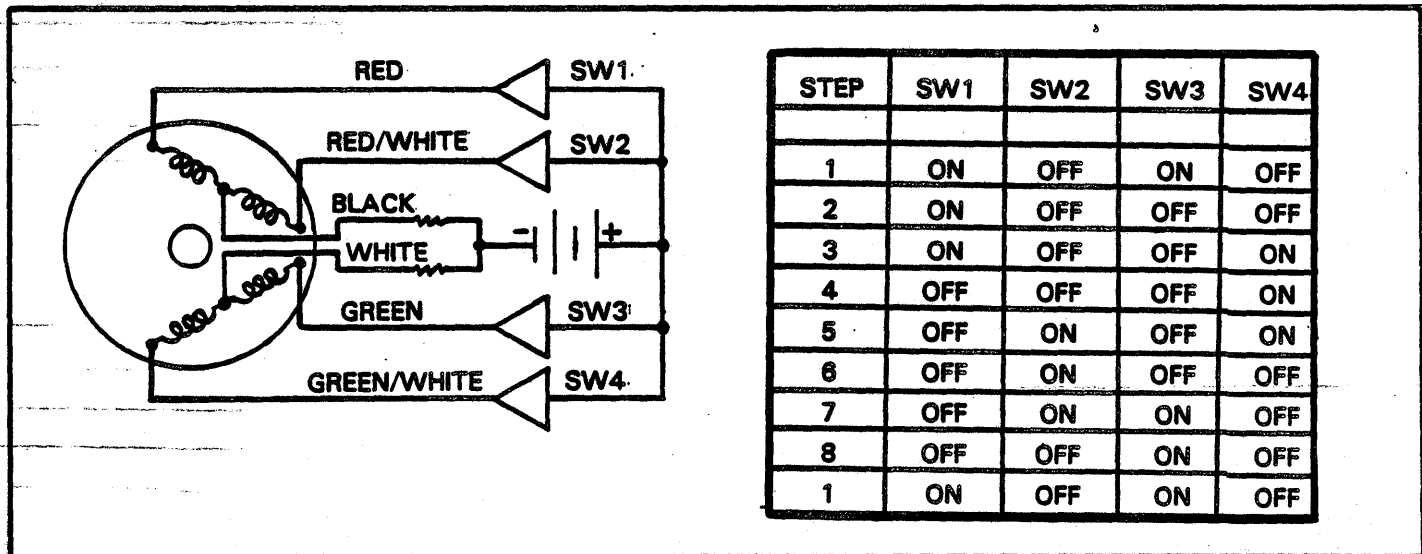 RED
SW1
RED/WHITE
SW2
BLACK
- +
WHITE
GREEN
SW3
GREEN/WHITE
SW4
STEP SW1 SW2 SW3 SW4
1 ON OFF ON OFF
2 ON OFF OFF OFF
3 ON OFF OFF ON
4 OFF OFF OFF ON
5 OFF ON OFF ON
6 OFF ON OFF OFF
7 OFF ON ON OFF
8 OFF OFF ON OFF
1 ON OFF ON OFF